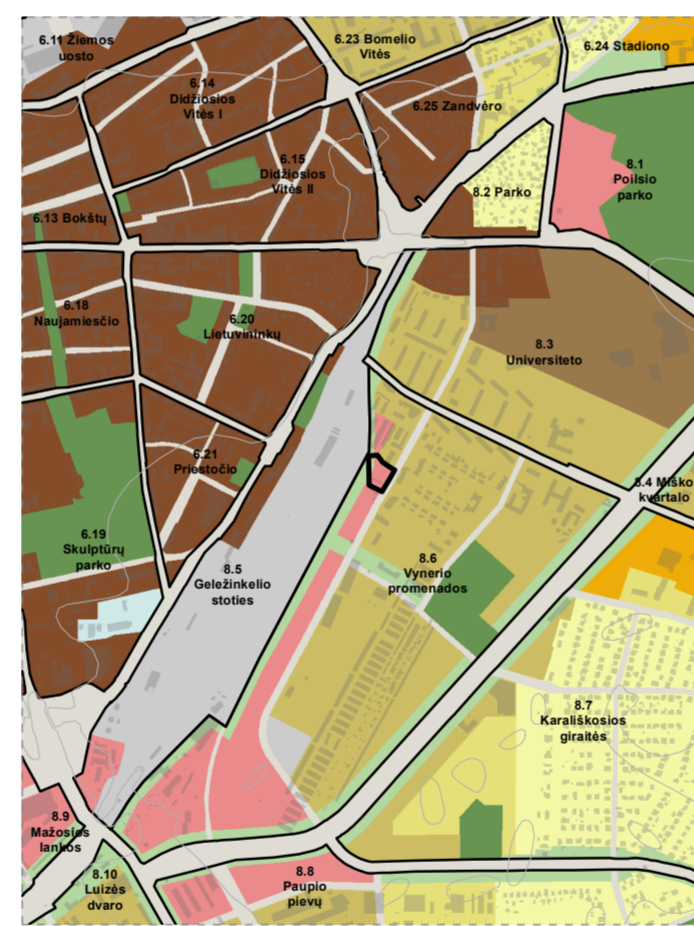 6.11 Žiemos
uosto
6.23 Bomelio
Vitės
6.24 Stadiono
6.14
Didžiosios
Vitės I
6.25 Zandvėro
6.15
Didžiosios
Vitės II
8.1
Poilsio
parko
8.2 Parko
6.13 Bokštų
6.18
Naujamiesčio
6.20
Lietuvininkų
8.3
Universiteto
6.21
Priestočio
8.4 Miško
kvartalo
6.19
Skulptūrų
parko
8.5
Geležinkelio
stoties
8.6
Vynerio
promenados
8.7
Karališkosios
giraitės
8.9
Mažosios
lankos
8.10
Luizės
dvaro
8.8
Paupio
pievų